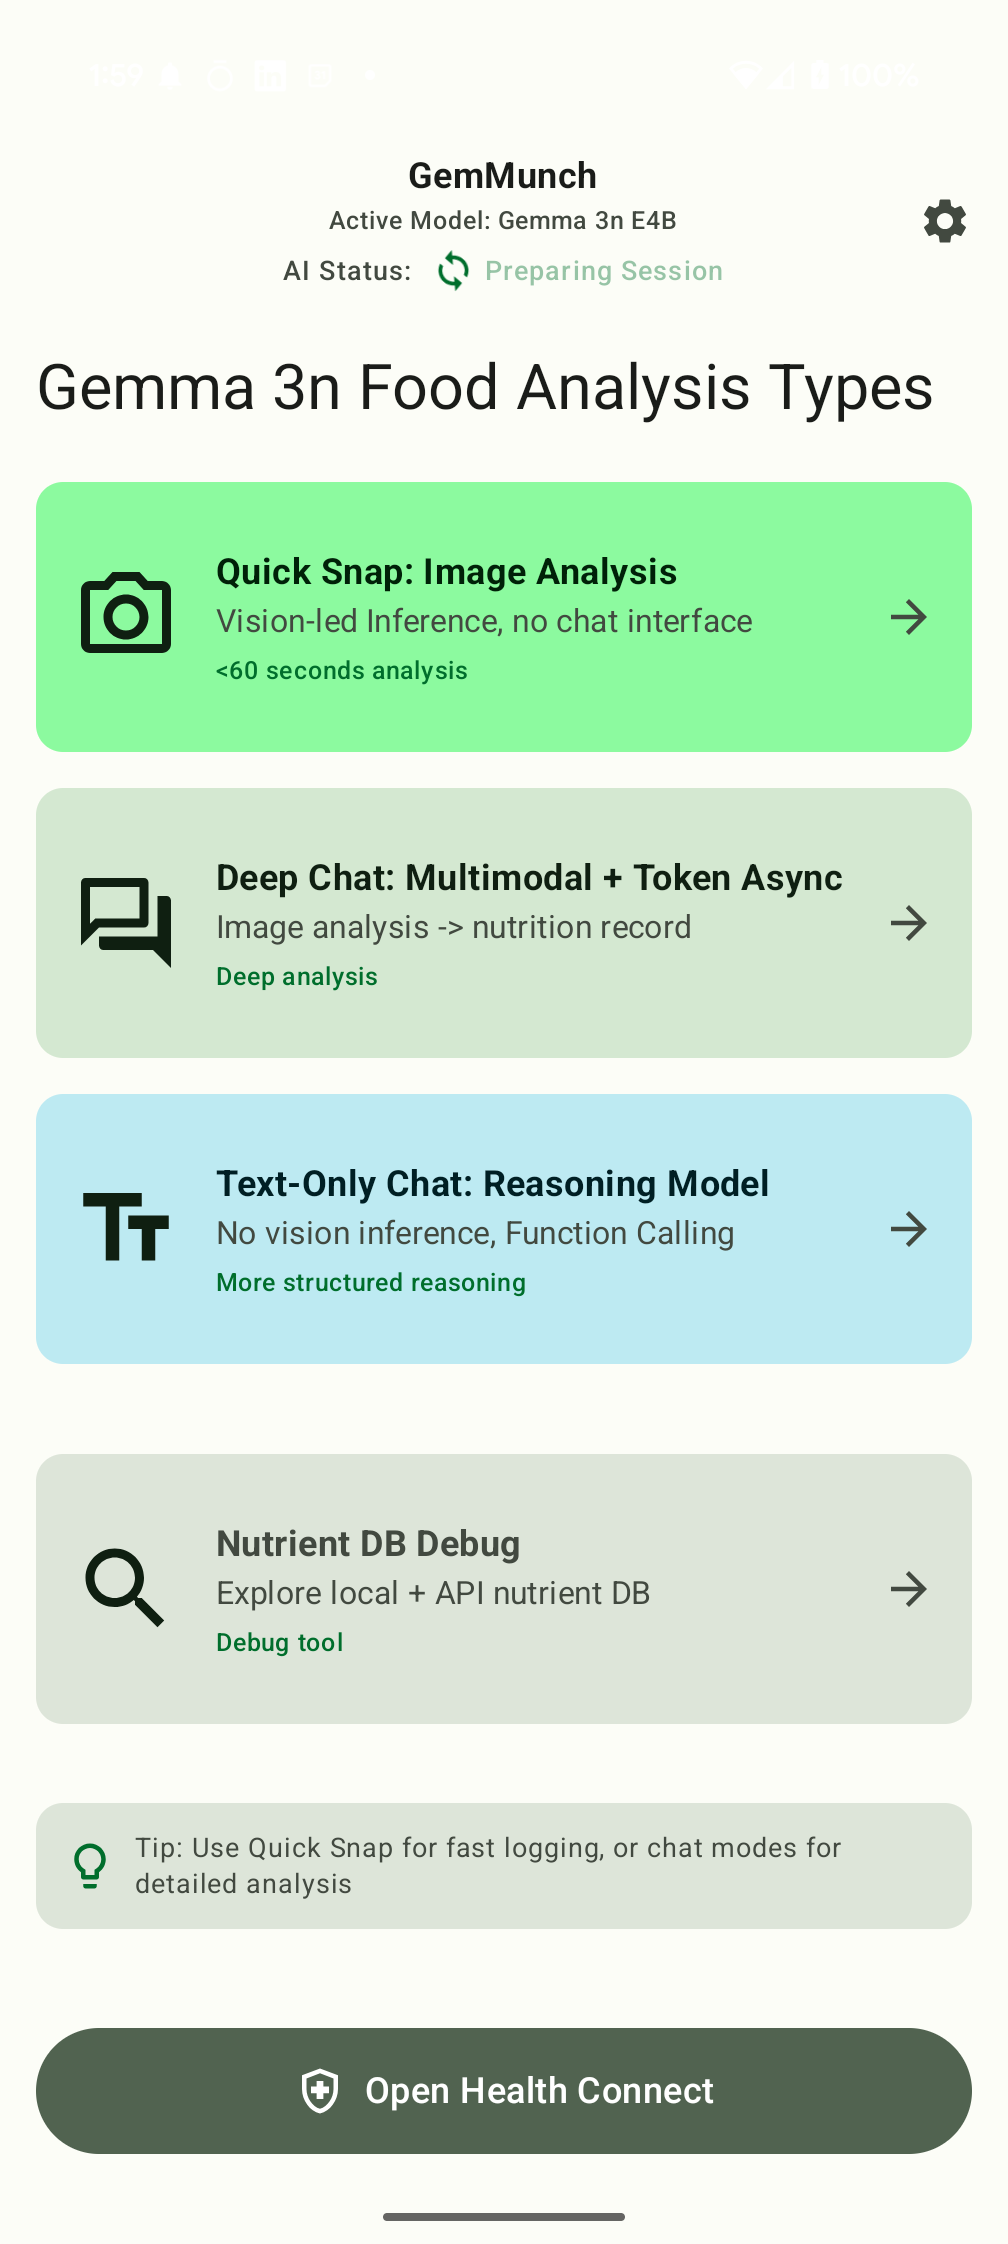 1:59
100%
GemMunch
Active Model: Gemma 3n E4B
AI Status: Preparing Session
Gemma 3n Food Analysis Types
Quick Snap: Image Analysis
Vision-led Inference, no chat interface
<60 seconds analysis
Deep Chat: Multimodal + Token Async
Image analysis -> nutrition record
Deep analysis
Text-Only Chat: Reasoning Model
No vision inference, Function Calling
More structured reasoning
Nutrient DB Debug
Explore local + API nutrient DB
Debug tool
Tip: Use Quick Snap for fast logging, or chat modes for
detailed analysis
Open Health Connect